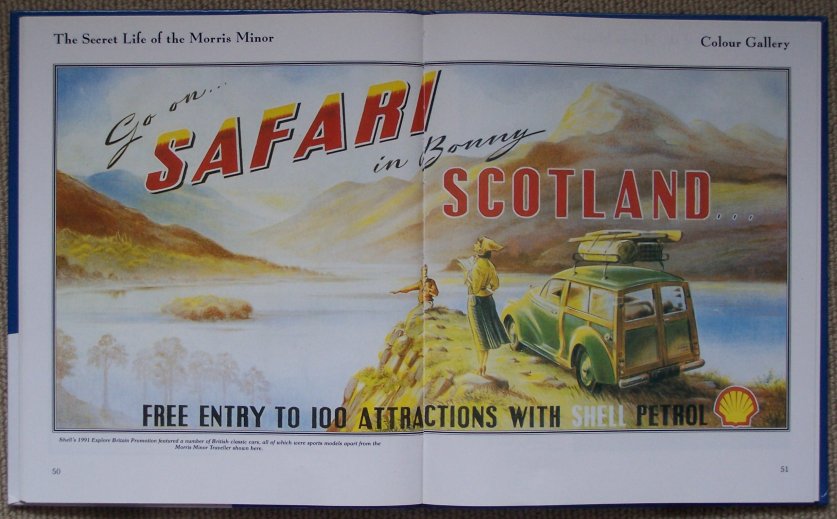 The Secret Life of the Morris Minor
Colour Gallery
Go on...
SAFARI
in Bonny
SCOTLAND...
FREE ENTRY TO 100 ATTRACTIONS WITH SHELL PETROL
Shell's 1991 Explore Britain Promotion featured a number of British classic cars, all of which were sports models apart from the
Morris Minor Traveller shown here.
50
51